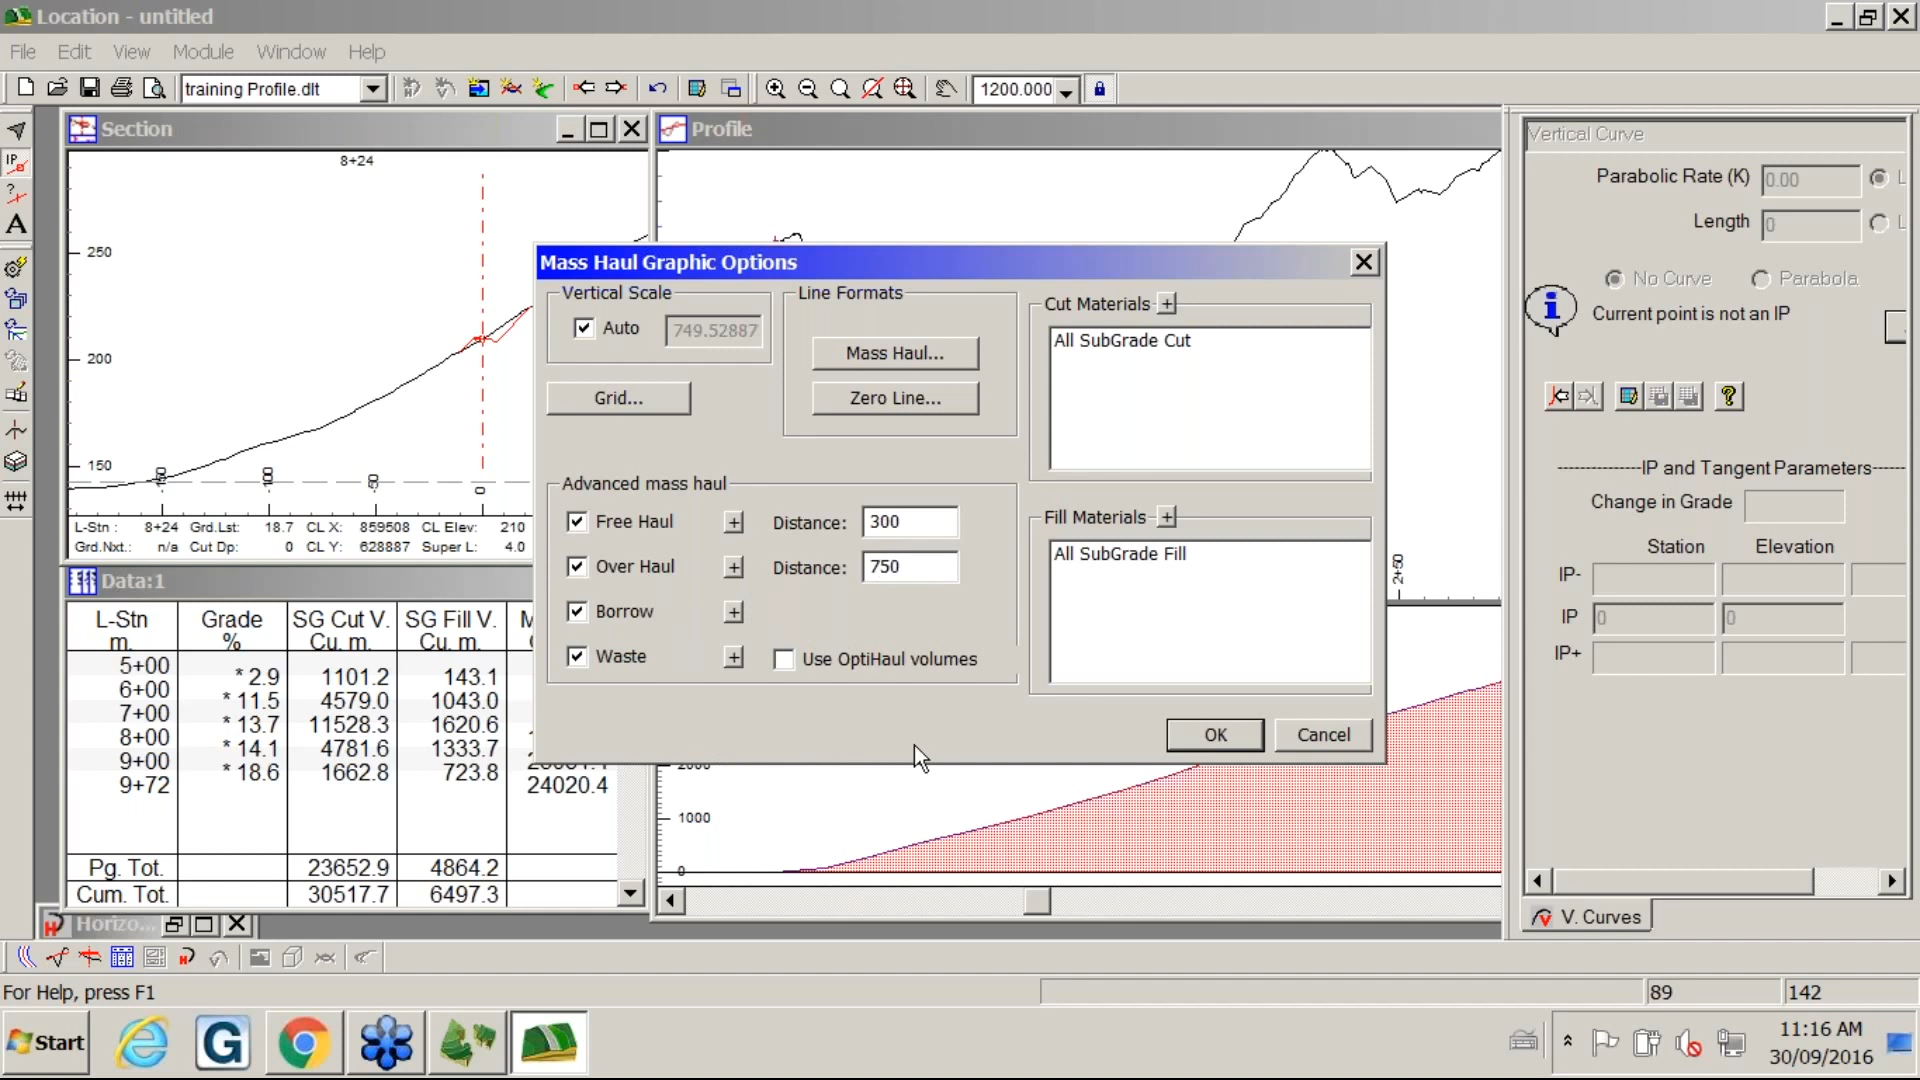 Location - untitled
File Edit View Module Window Help
training Profile.dlt
1200.000
Section
8+24
250
200
150
50
0
L-Stn : 8+24 Grd.Lst: 18.7 CL X: 859508 CL Elev: 210
Grd.Nxt.: n/a Cut Dp: 0 CL Y: 628887 Super L: 4.0
Data:1
L-Stn Grade SG Cut V. SG Fill V.
m. % Cu. m. Cu. m.
5+00
* 2.9 1101.2 143.1
6+00
* 11.5 4579.0 1043.0
7+00
* 13.7 11528.3 1620.6
8+00
* 14.1 4781.6 1333.7
9+00
* 18.6 1662.8 723.8
9+72 24020.4
Pg. Tot. 23652.9 4864.2
Cum. Tot. 30517.7 6497.3
Horizo...
Profile
2+50
1000
0
Mass Haul Graphic Options
Vertical Scale
Auto 749.52887
Grid...
Line Formats
Mass Haul...
Zero Line...
Cut Materials +
All SubGrade Cut
Advanced mass haul
Free Haul + Distance: 300
Over Haul + Distance: 750
Borrow +
Waste + Use OptiHaul volumes
Fill Materials +
All SubGrade Fill
OK Cancel
Vertical Curve
Parabolic Rate (K) 0.00 L
Length 0 L
No Curve Parabola
Current point is not an IP
IP and Tangent Parameters
Change in Grade
Station Elevation
IP-
IP 0 0
IP+
V. Curves
For Help, press F1
89 142
Start
11:16 AM
30/09/2016